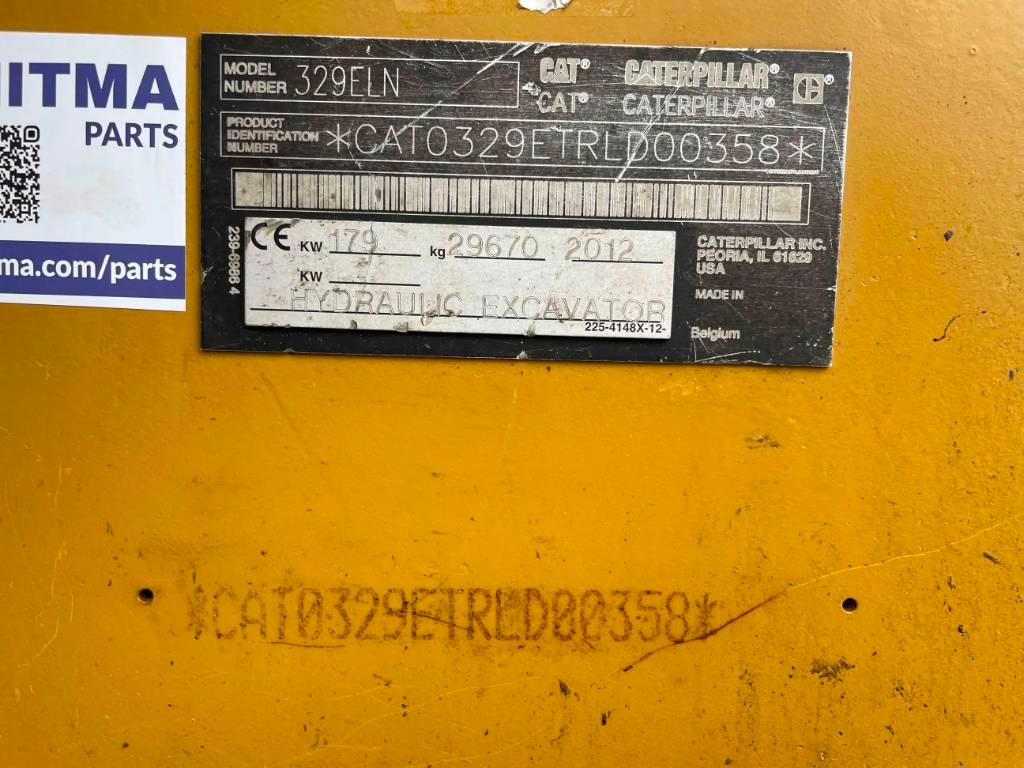 ITMA
PARTS
ma.com/parts
MODEL NUMBER 329ELN
CAT® CATERPILLAR® C
CAT® CATERPILLAR®
PRODUCT IDENTIFICATION NUMBER *CAT0329ETRLD00358*
239-6986 4
CE KW 179 kg 29670 2012
KW
HYDRAULIC EXCAVATOR
225-4148X-12-
CATERPILLAR INC.
PEORIA, IL 61629
USA
MADE IN
Belgium
*CAT0329ETRLD00358*